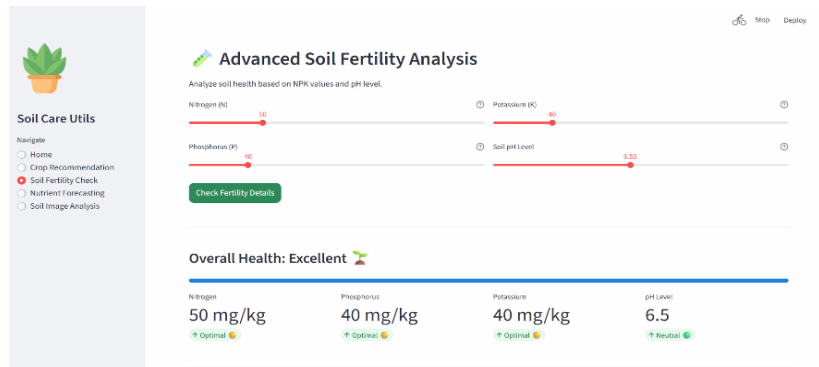 Stop Deploy
Soil Care Utils
Navigate
Home
Crop Recommendation
Soil Fertility Check
Nutrient Forecasting
Soil Image Analysis
Advanced Soil Fertility Analysis
Analyze soil health based on NPK values and pH level.
Nitrogen (N)
50
Potassium (K)
40
Phosphorus (P)
40
Soil pH Level
6.53
Check Fertility Details
Overall Health: Excellent
Nitrogen
50 mg/kg
↑ Optimal
Phosphorus
40 mg/kg
↑ Optimal
Potassium
40 mg/kg
↑ Optimal
pH Level
6.5
↑ Neutral